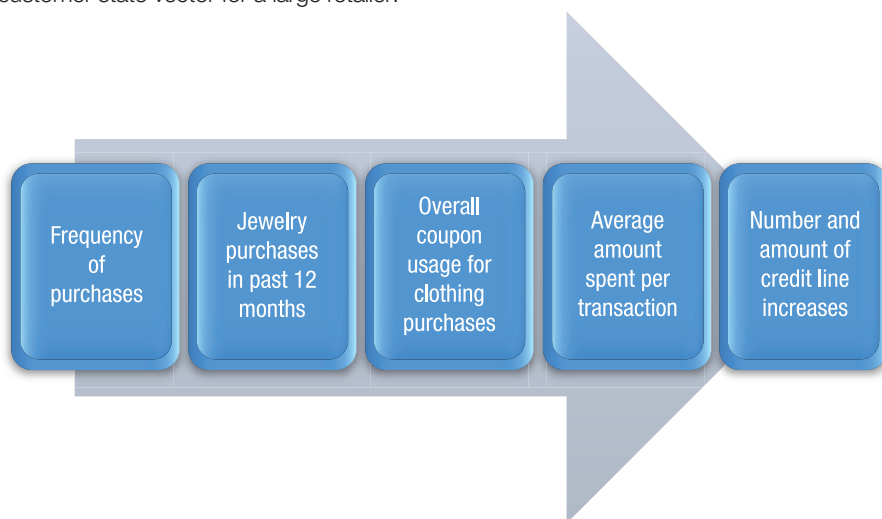 customer state vector for a large retailer.
Frequency
of
purchases
Jewelry
purchases
in past 12
months
Overall
coupon
usage for
clothing
purchases
Average
amount
spent per
transaction
Number and
amount of
credit line
increases